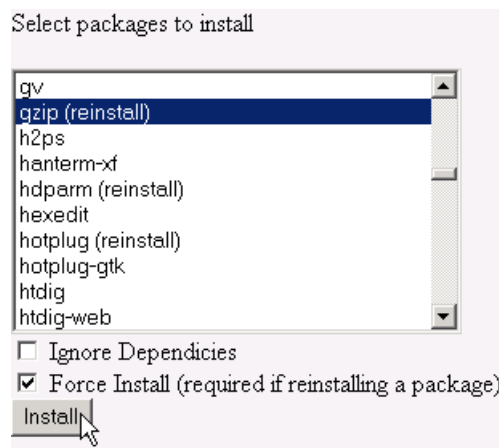 Select packages to install
gv
gzip (reinstall)
h2ps
hanterm-xf
hdparm (reinstall)
hexedit
hotplug (reinstall)
hotplug-gtk
htdig
htdig-web
Ignore Dependicies
Force Install (required if reinstalling a package)
Install